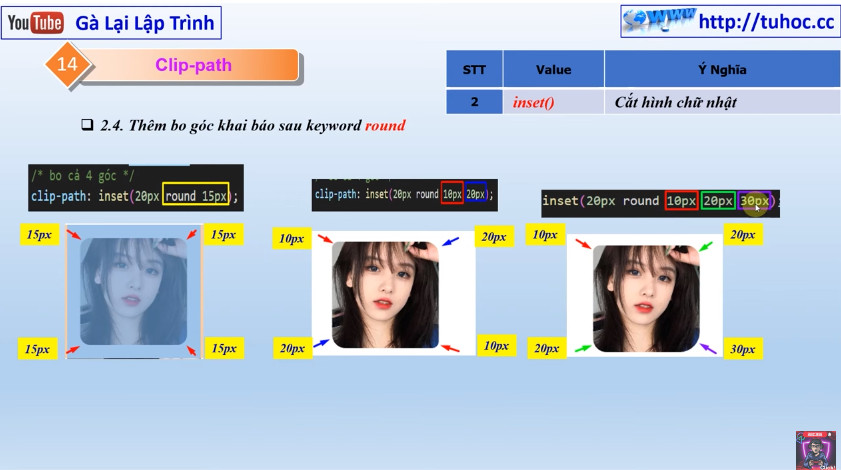 YouTube Gà Lại Lập Trình
www http://tuhoc.cc
14 Clip-path
STT Value Ý Nghĩa
2 inset() Cắt hình chữ nhật
2.4. Thêm bo góc khai báo sau keyword round
/* bo cả 4 góc */
clip-path: inset(20px round 15px);
clip-path: inset(20px round 10px 20px);
inset(20px round 10px 20px 30px);
15px 15px
10px 20px
10px 20px
15px 15px
20px 10px
20px 30px